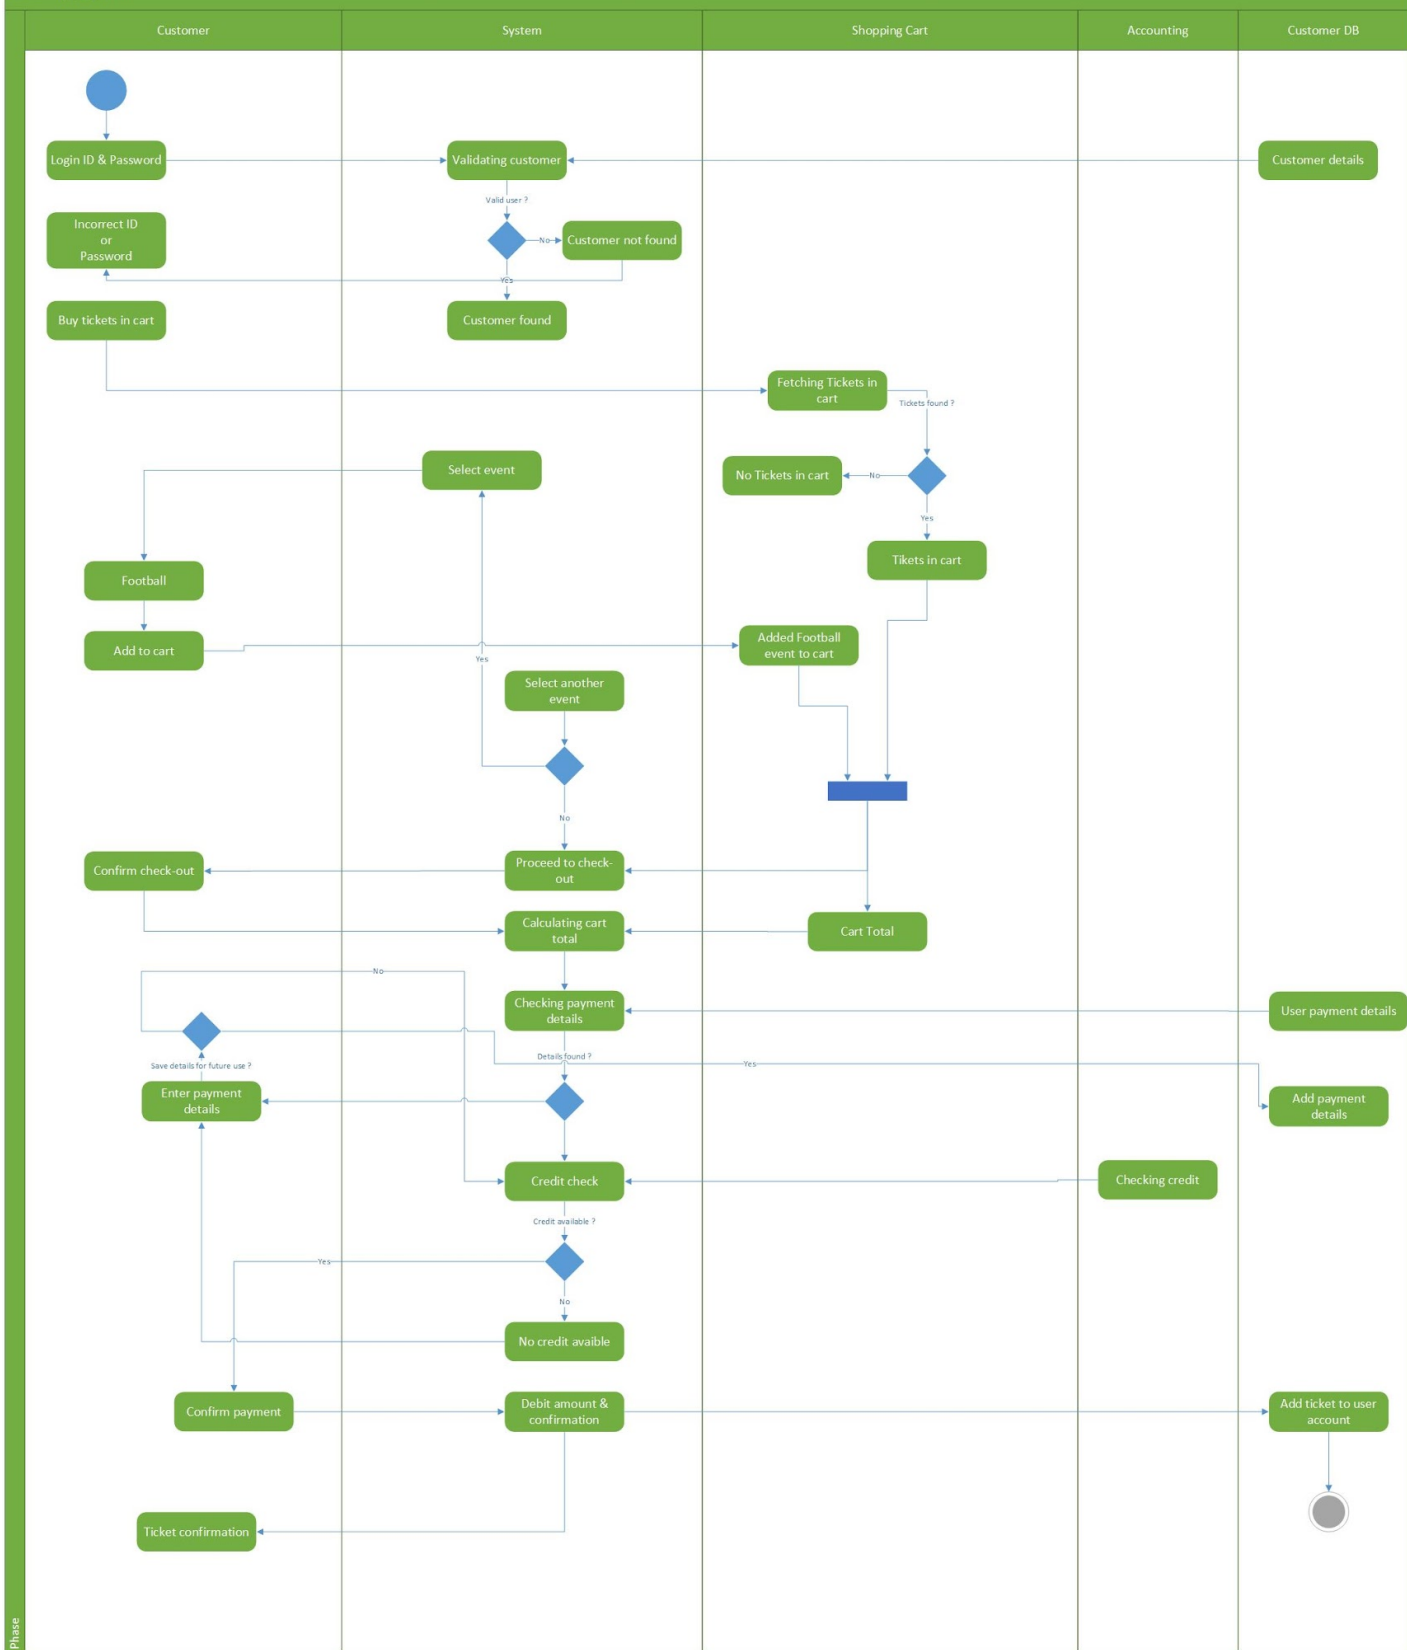 Customer
System
Shopping Cart
Accounting
Customer DB
Login ID & Password
Validating customer
Customer details
Valid user ?
Incorrect ID
or
Password
No
Customer not found
Yes
Buy tickets in cart
Customer found
Fetching Tickets in
cart
Tickets found ?
Select event
No Tickets in cart
No
Yes
Tikets in cart
Football
Add to cart
Added Football
event to cart
Yes
Select another
event
No
Confirm check-out
Proceed to check-
out
Calculating cart
total
Cart Total
No
Checking payment
details
User payment details
Details found ?
Save details for future use ?
Yes
Enter payment
details
Add payment
details
Credit check
Checking credit
Credit available ?
Yes
No
No credit avaible
Confirm payment
Debit amount &
confirmation
Add ticket to user
account
Ticket confirmation
Phase